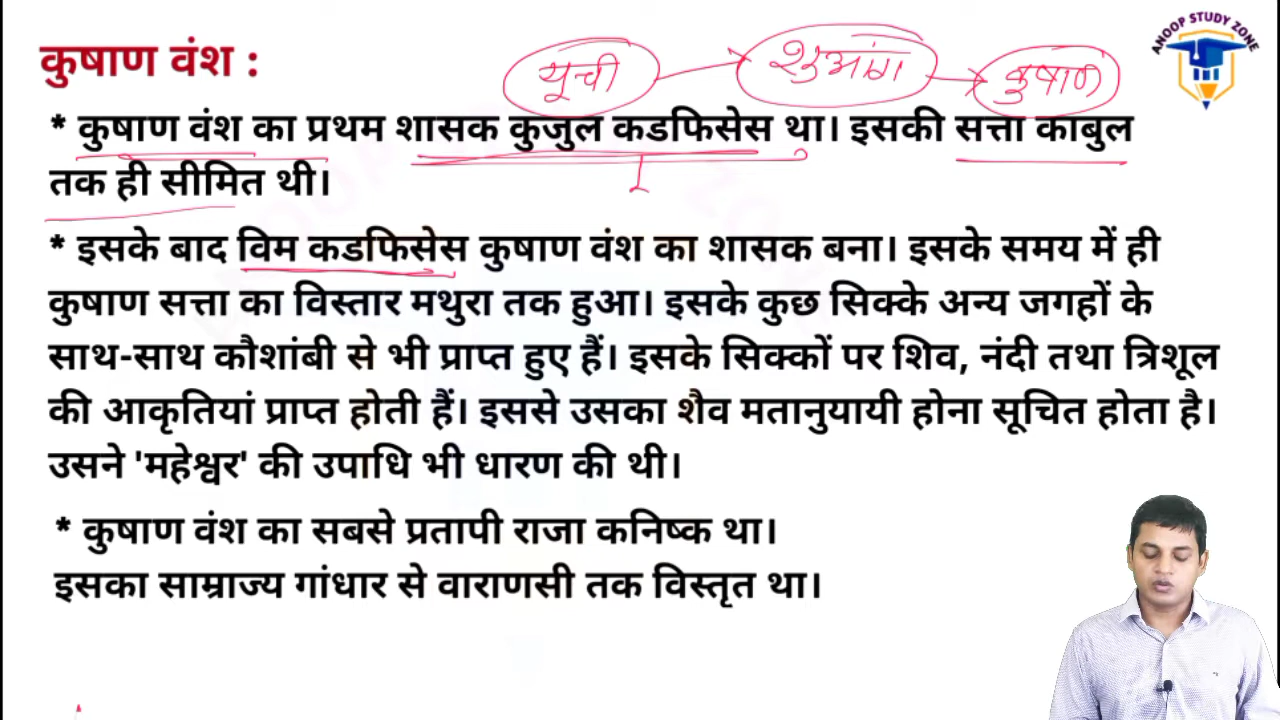 ANOOP STUDY ZONE
कुषाण वंश :
यूची → शुआंग → कुषाण
* कुषाण वंश का प्रथम शासक कुजुल कडफिसेस था। इसकी सत्ता काबुल
तक ही सीमित थी।
* इसके बाद विम कडफिसेस कुषाण वंश का शासक बना। इसके समय में ही
कुषाण सत्ता का विस्तार मथुरा तक हुआ। इसके कुछ सिक्के अन्य जगहों के
साथ-साथ कौशांबी से भी प्राप्त हुए हैं। इसके सिक्कों पर शिव, नंदी तथा त्रिशूल
की आकृतियां प्राप्त होती हैं। इससे उसका शैव मतानुयायी होना सूचित होता है।
उसने 'महेश्वर' की उपाधि भी धारण की थी।
* कुषाण वंश का सबसे प्रतापी राजा कनिष्क था।
इसका साम्राज्य गांधार से वाराणसी तक विस्तृत था।